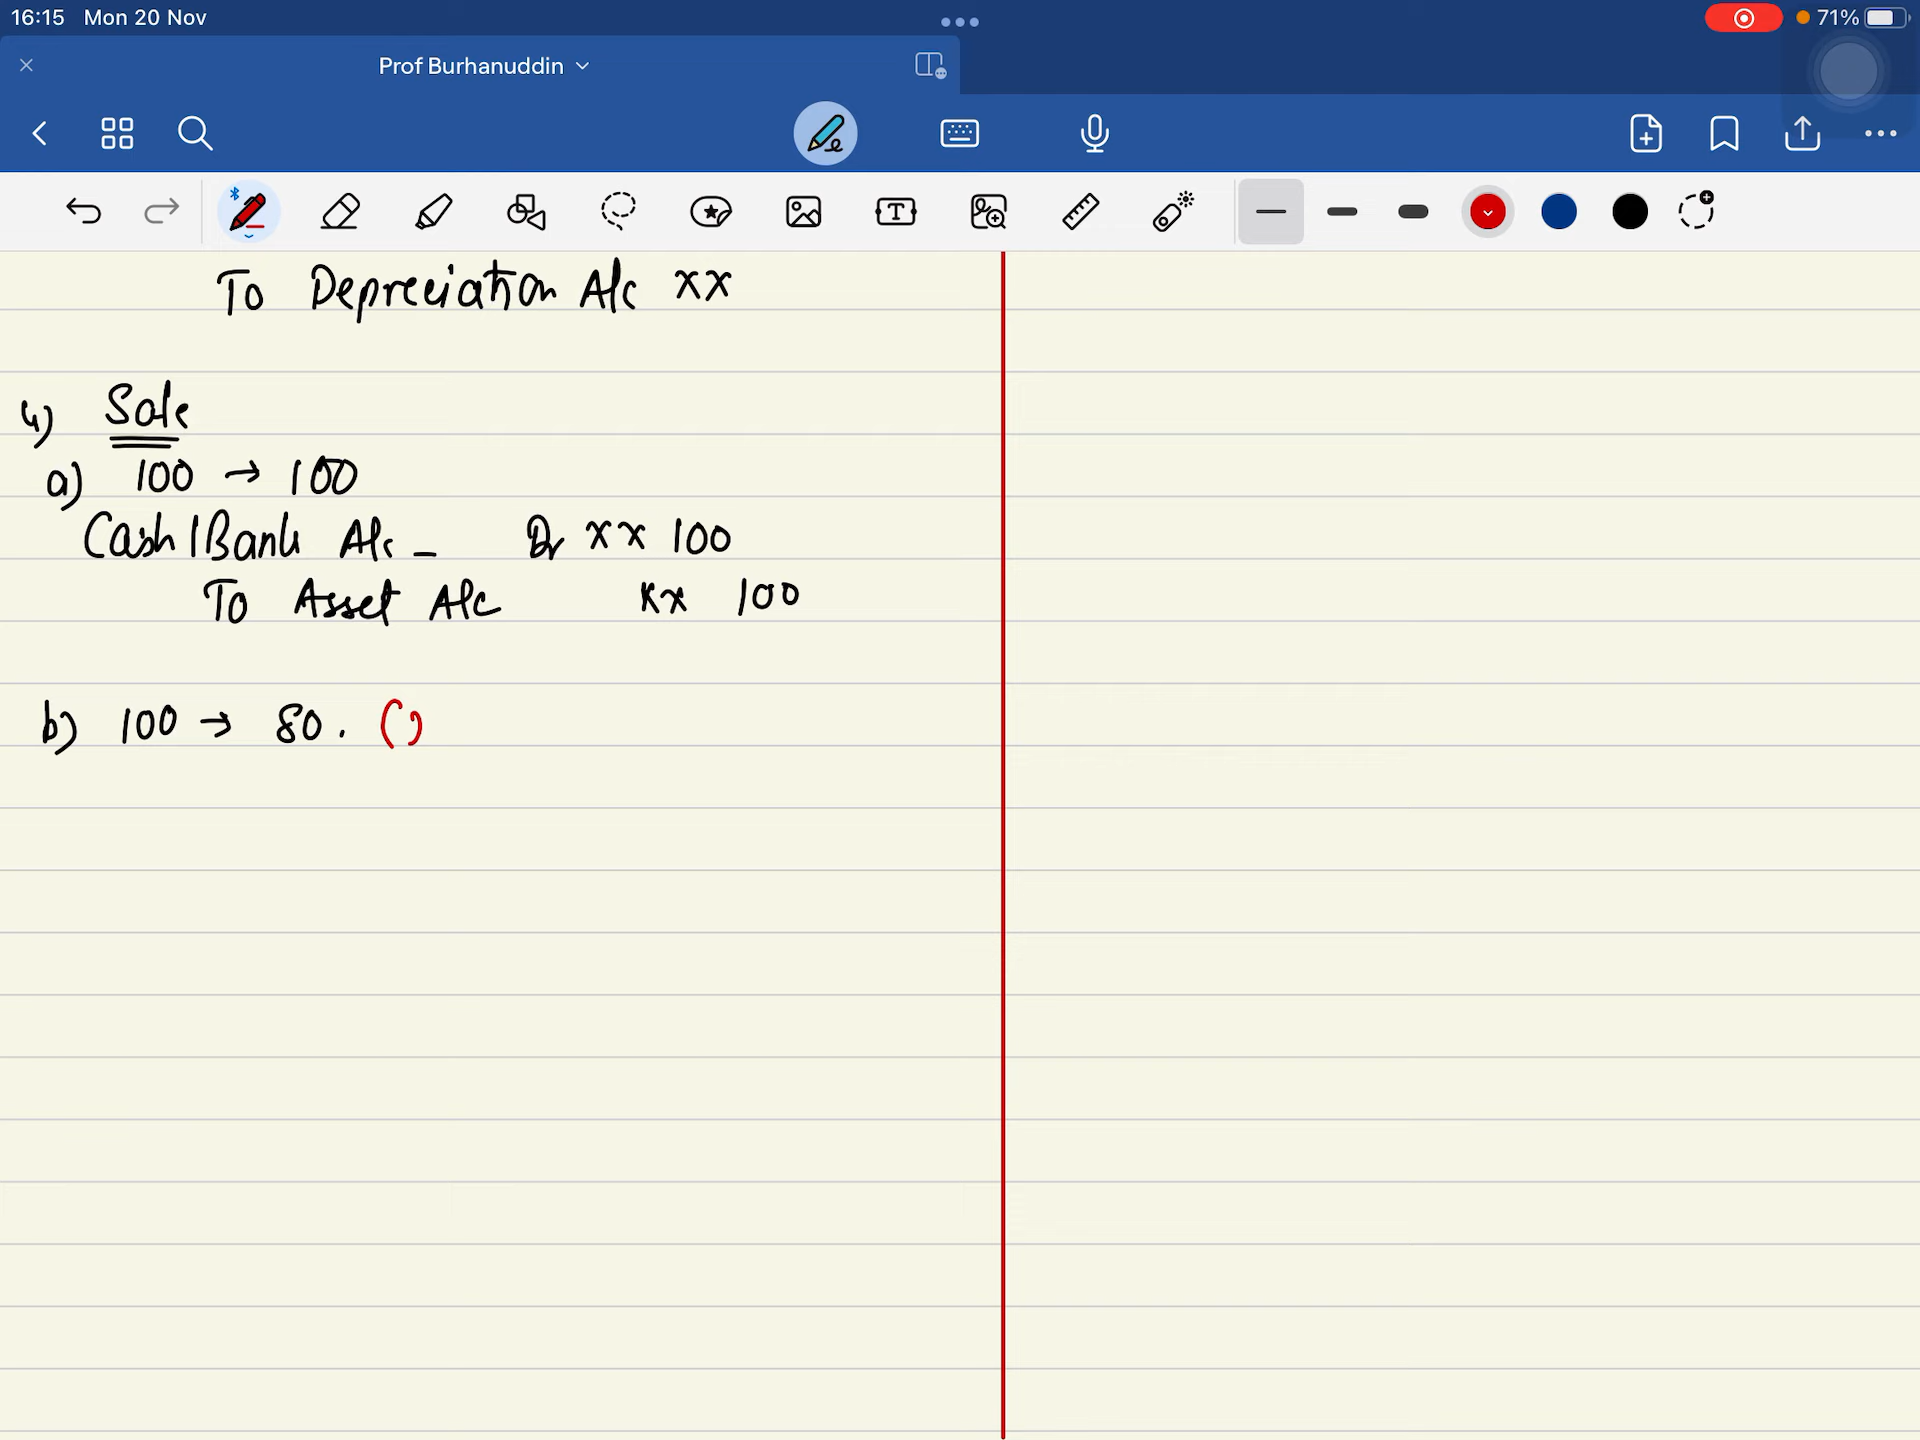 16:15 Mon 20 Nov
71%
Prof Burhanuddin
To Depreciation A/c xx
4) Sale
a) 100 → 100
Cash/Bank A/c - Dr xx 100
To Asset A/c xx 100
b) 100 → 80. ()